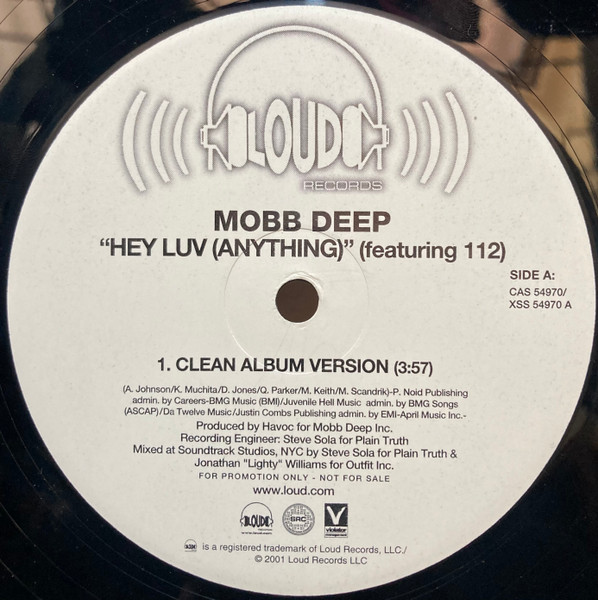 LOUD
RECORDS
MOBB DEEP
“HEY LUV (ANYTHING)” (featuring 112)
SIDE A:
CAS 54970/
XSS 54970 A
1. CLEAN ALBUM VERSION (3:57)
(A. Johnson/K. Muchita/D. Jones/Q. Parker/M. Keith/M. Scandrik)-P. Noid Publishing
admin. by Careers-BMG Music (BMI)/Juvenile Hell Music admin. by BMG Songs
(ASCAP)/Da Twelve Music/Justin Combs Publishing admin. by EMI-April Music Inc.-
Produced by Havoc for Mobb Deep Inc.
Recording Engineer: Steve Sola for Plain Truth
Mixed at Soundtrack Studios, NYC by Steve Sola for Plain Truth &
Jonathan "Lighty" Williams for Outfit Inc.
FOR PROMOTION ONLY - NOT FOR SALE
www.loud.com
LOUD SRC V
violator
management
is a registered trademark of Loud Records, LLC./
© 2001 Loud Records LLC